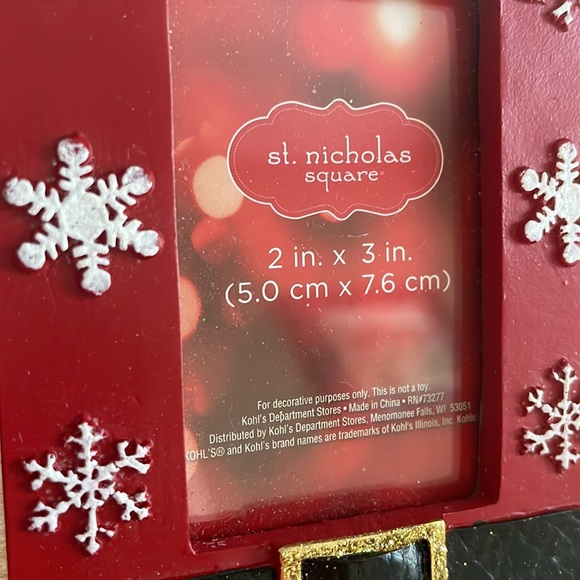 st. nicholas
square®
2 in. x 3 in.
(5.0 cm x 7.6 cm)
For decorative purposes only. This is not a toy.
Kohl's Department Stores • Made in China • RN#73277
Distributed by Kohl's Department Stores, Menomonee Falls, WI 53051
KOHL'S® and Kohl's brand names are trademarks of Kohl's Illinois, Inc. Kohls.